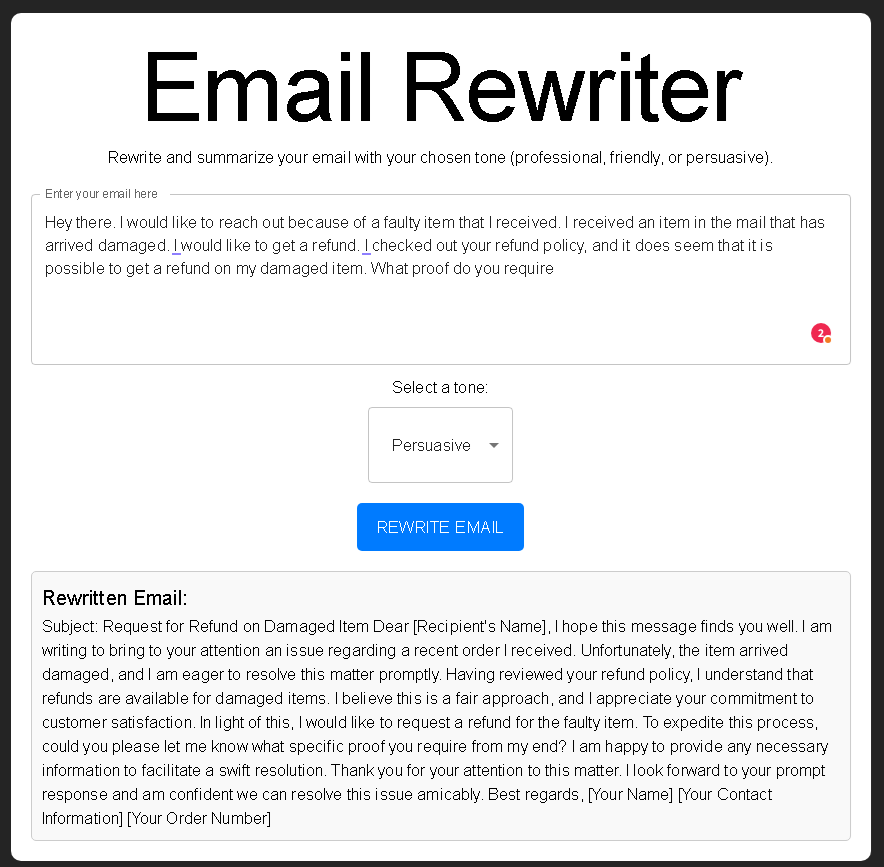 Email Rewriter
Rewrite and summarize your email with your chosen tone (professional, friendly, or persuasive).
Enter your email here
Hey there. I would like to reach out because of a faulty item that I received. I received an item in the mail that has
arrived damaged. I would like to get a refund. I checked out your refund policy, and it does seem that it is
possible to get a refund on my damaged item. What proof do you require
2
Select a tone:
Persuasive
REWRITE EMAIL
Rewritten Email:
Subject: Request for Refund on Damaged Item Dear [Recipient's Name], I hope this message finds you well. I am
writing to bring to your attention an issue regarding a recent order I received. Unfortunately, the item arrived
damaged, and I am eager to resolve this matter promptly. Having reviewed your refund policy, I understand that
refunds are available for damaged items. I believe this is a fair approach, and I appreciate your commitment to
customer satisfaction. In light of this, I would like to request a refund for the faulty item. To expedite this process,
could you please let me know what specific proof you require from my end? I am happy to provide any necessary
information to facilitate a swift resolution. Thank you for your attention to this matter. I look forward to your prompt
response and am confident we can resolve this issue amicably. Best regards, [Your Name] [Your Contact
Information] [Your Order Number]